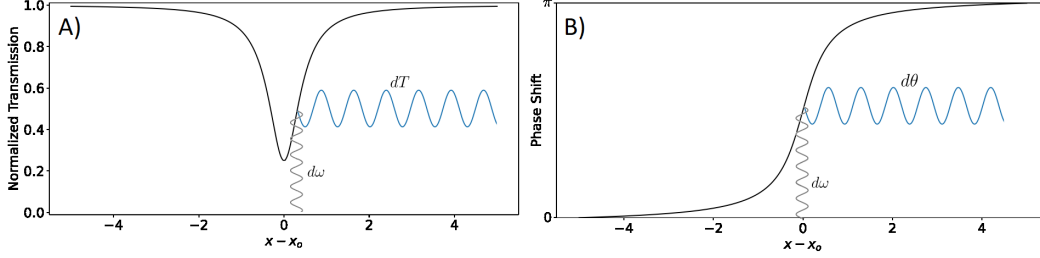 A)
Normalized Transmission
1.0
0.8
0.6
0.4
0.2
0.0
dT
dω
−4
−2
0
2
4
x − x₀
B)
Phase Shift
π
0
dθ
dω
−4
−2
0
2
4
x − x₀